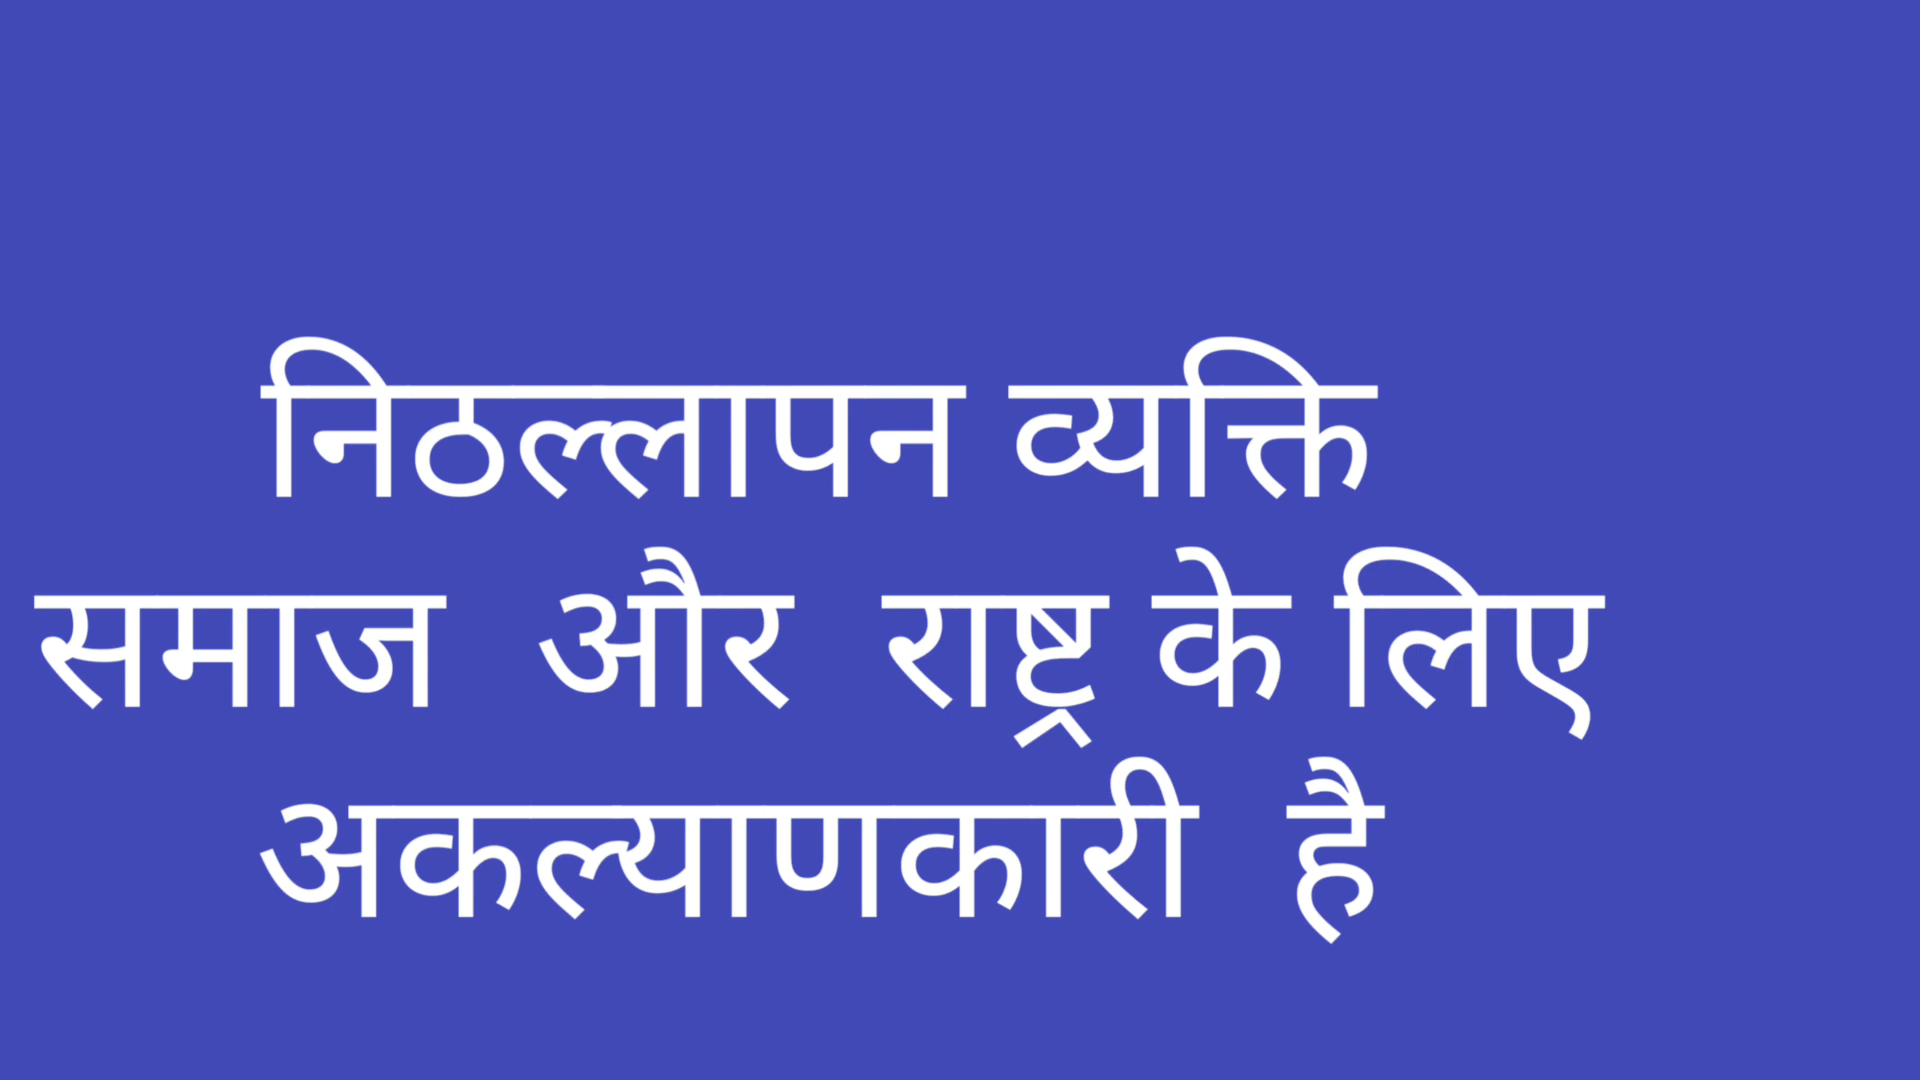 निठल्लापन व्यक्ति
समाज और राष्ट्र के लिए
अकल्याणकारी है